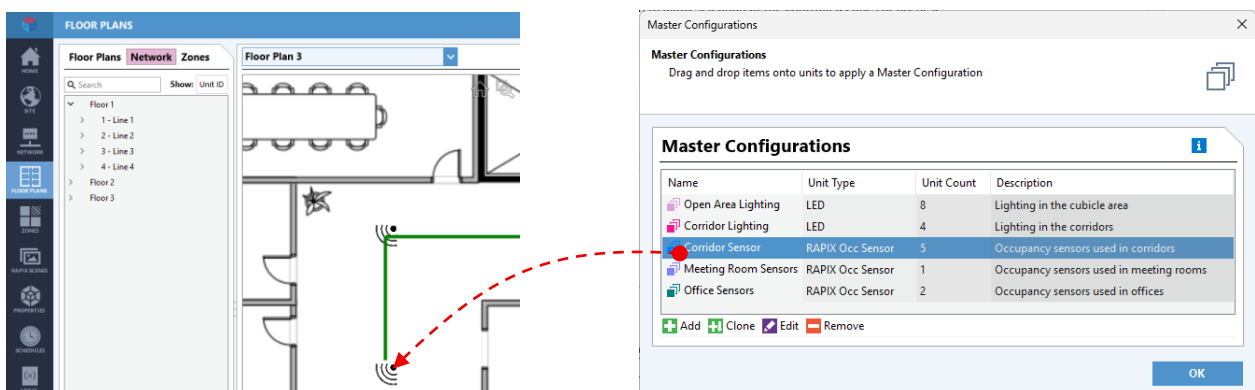 FLOOR PLANS
HOME
SITE
NETWORK
FLOOR PLANS
ZONES
RAPIX SCENES
PROPERTIES
SCHEDULES
Floor Plans Network Zones
Search Show: Unit ID
Floor 1
1 - Line 1
2 - Line 2
3 - Line 3
4 - Line 4
Floor 2
Floor 3
Floor Plan 3
Master Configurations
Master Configurations
Drag and drop items onto units to apply a Master Configuration
Master Configurations
Name Unit Type Unit Count Description
Open Area Lighting LED 8 Lighting in the cubicle area
Corridor Lighting LED 4 Lighting in the corridors
Corridor Sensor RAPIX Occ Sensor 5 Occupancy sensors used in corridors
Meeting Room Sensors RAPIX Occ Sensor 1 Occupancy sensors used in meeting rooms
Office Sensors RAPIX Occ Sensor 2 Occupancy sensors used in offices
Add Clone Edit Remove
OK